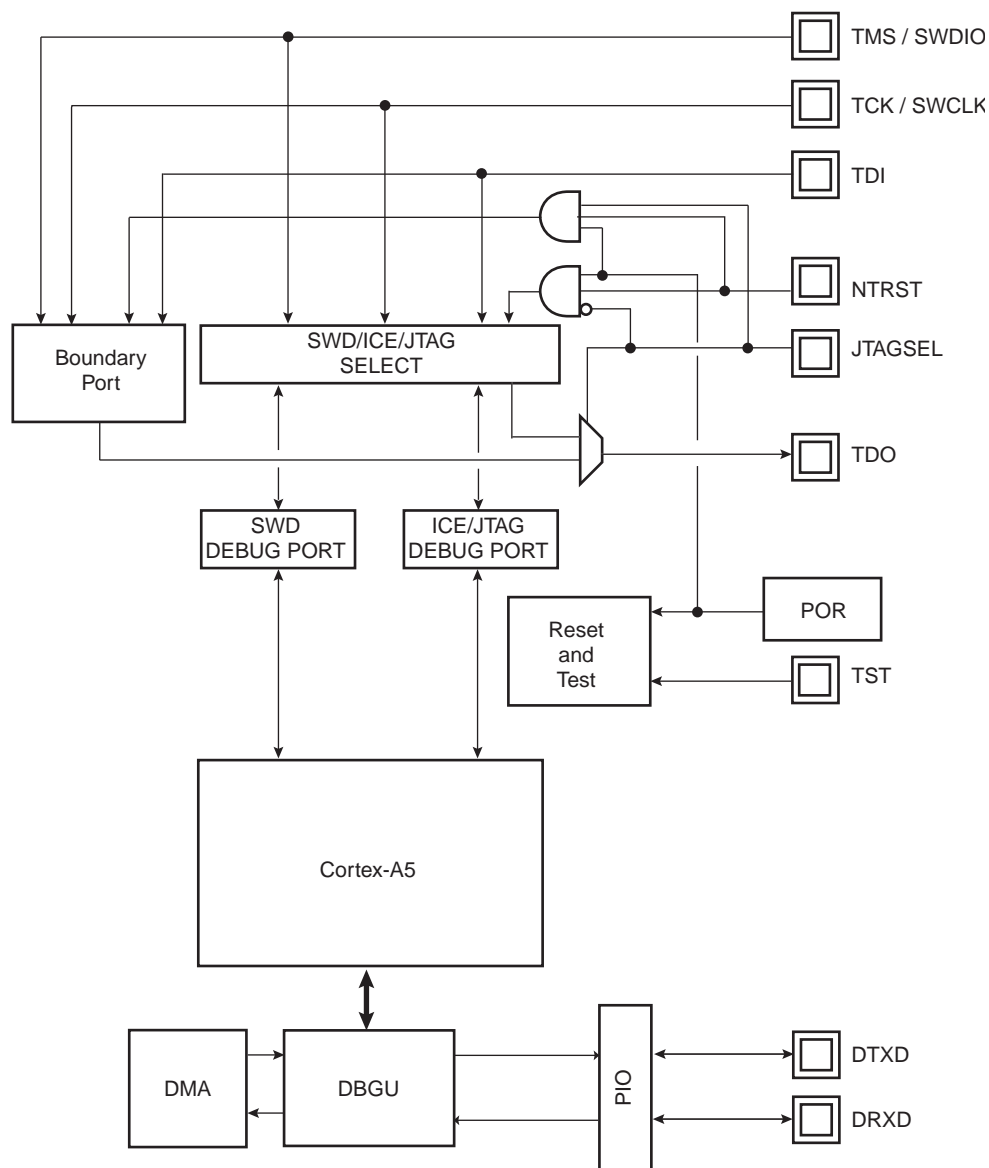 TMS / SWDIO
TCK / SWCLK
TDI
NTRST
JTAGSEL
SWD/ICE/JTAG
SELECT
Boundary
Port
TDO
SWD
DEBUG PORT
ICE/JTAG
DEBUG PORT
POR
Reset
and
Test
TST
Cortex-A5
DMA
DBGU
PIO
DTXD
DRXD